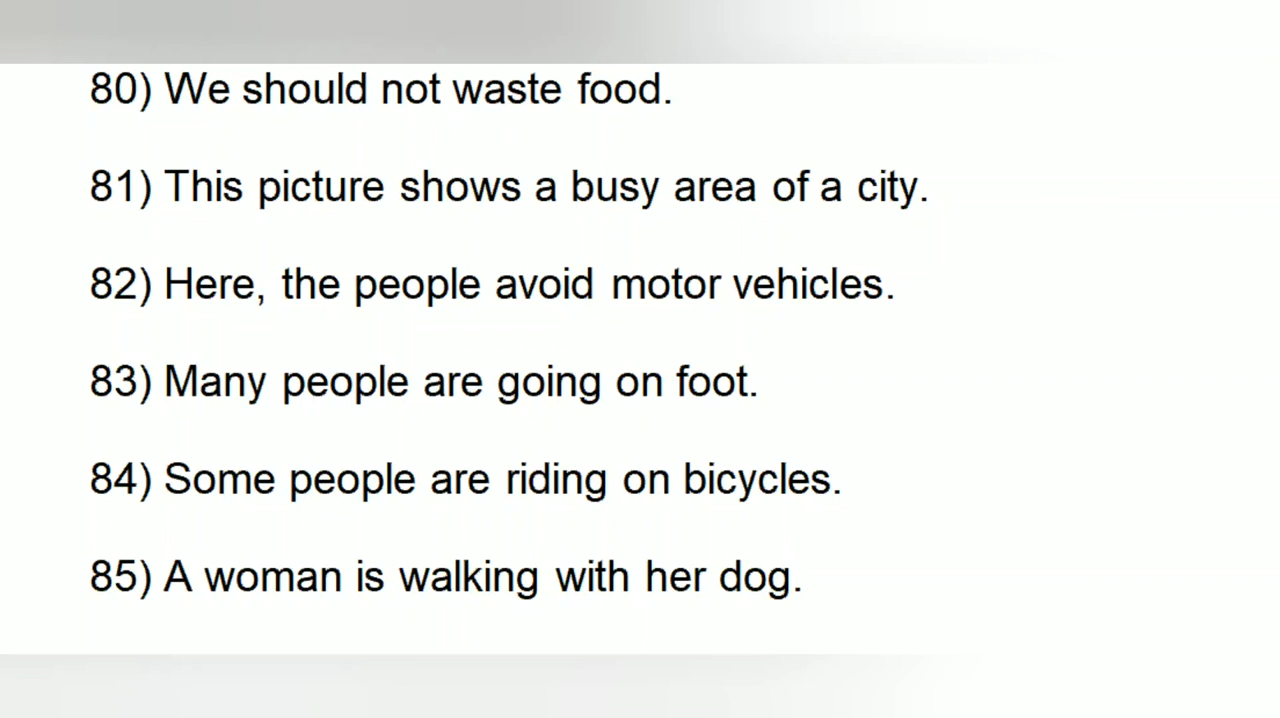 80) We should not waste food.
81) This picture shows a busy area of a city.
82) Here, the people avoid motor vehicles.
83) Many people are going on foot.
84) Some people are riding on bicycles.
85) A woman is walking with her dog.